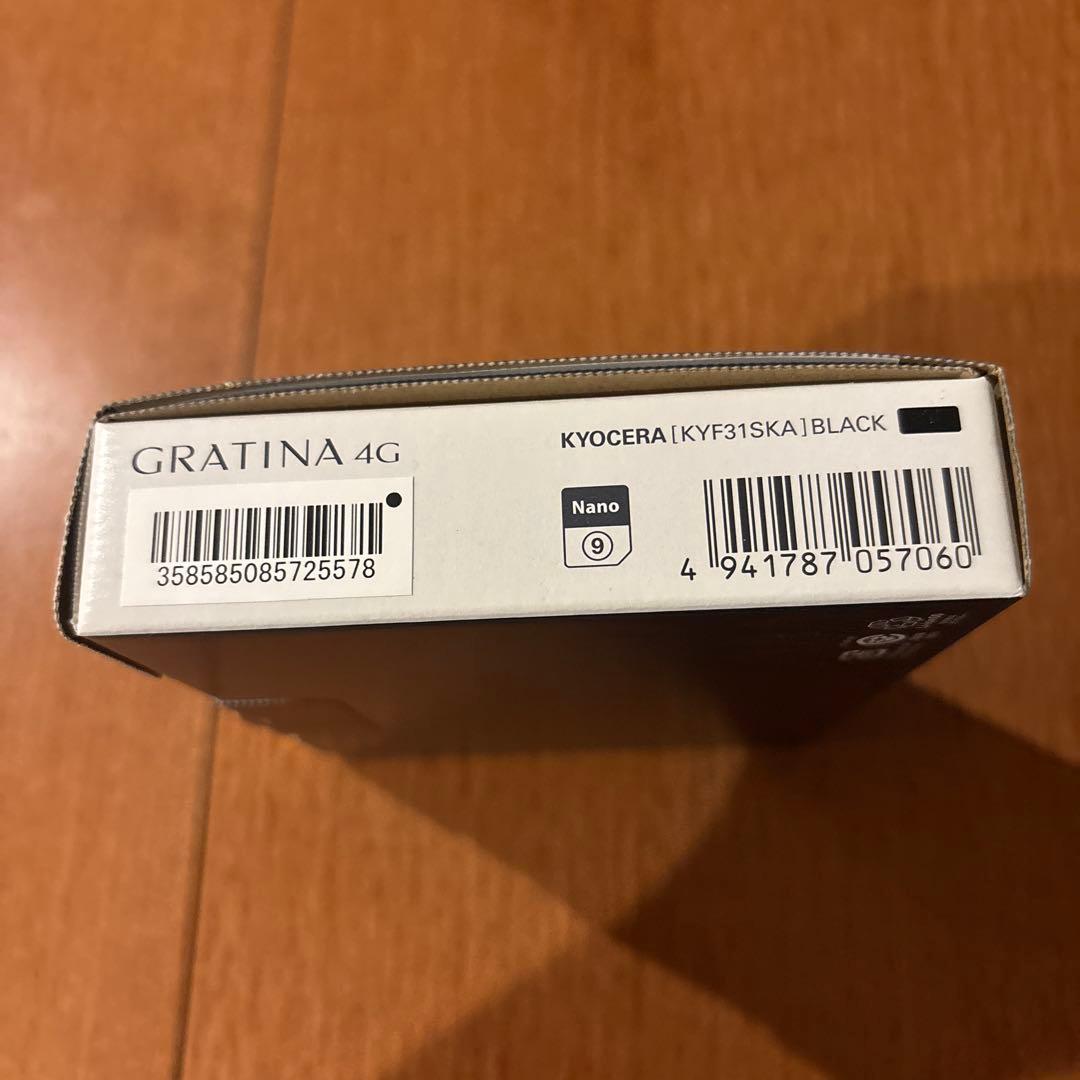 GRATINA 4G
KYOCERA [KYF31SKA] BLACK
358585085725578
Nano
9
4 941787 057060